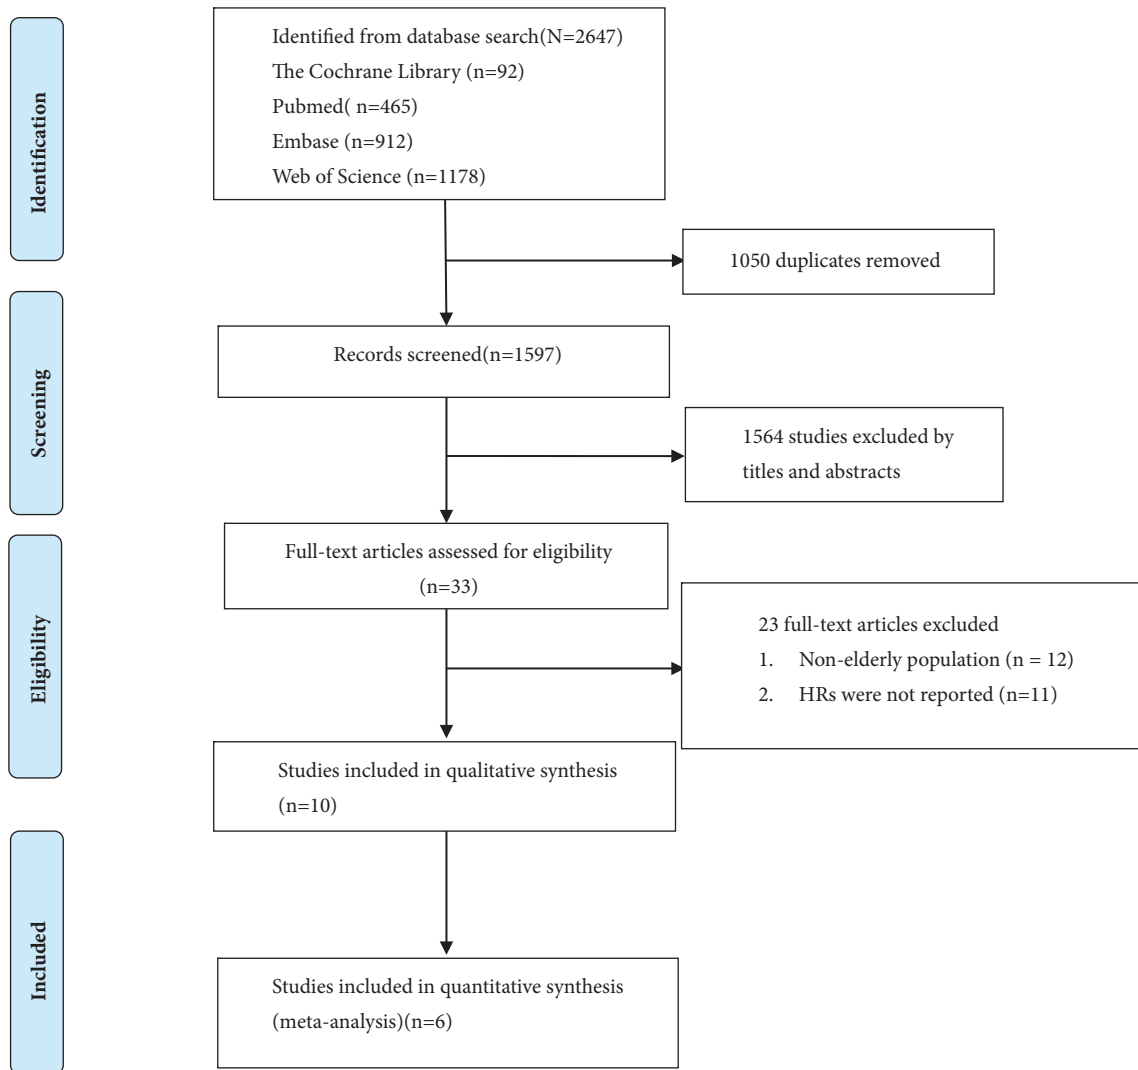 Identification
Identified from database search(N=2647)
The Cochrane Library (n=92)
Pubmed( n=465)
Embase (n=912)
Web of Science (n=1178)
1050 duplicates removed
Screening
Records screened(n=1597)
1564 studies excluded by
titles and abstracts
Eligibility
Full-text articles assessed for eligibility
(n=33)
23 full-text articles excluded
1. Non-elderly population (n = 12)
2. HRs were not reported (n=11)
Studies included in qualitative synthesis
(n=10)
Included
Studies included in quantitative synthesis
(meta-analysis)(n=6)